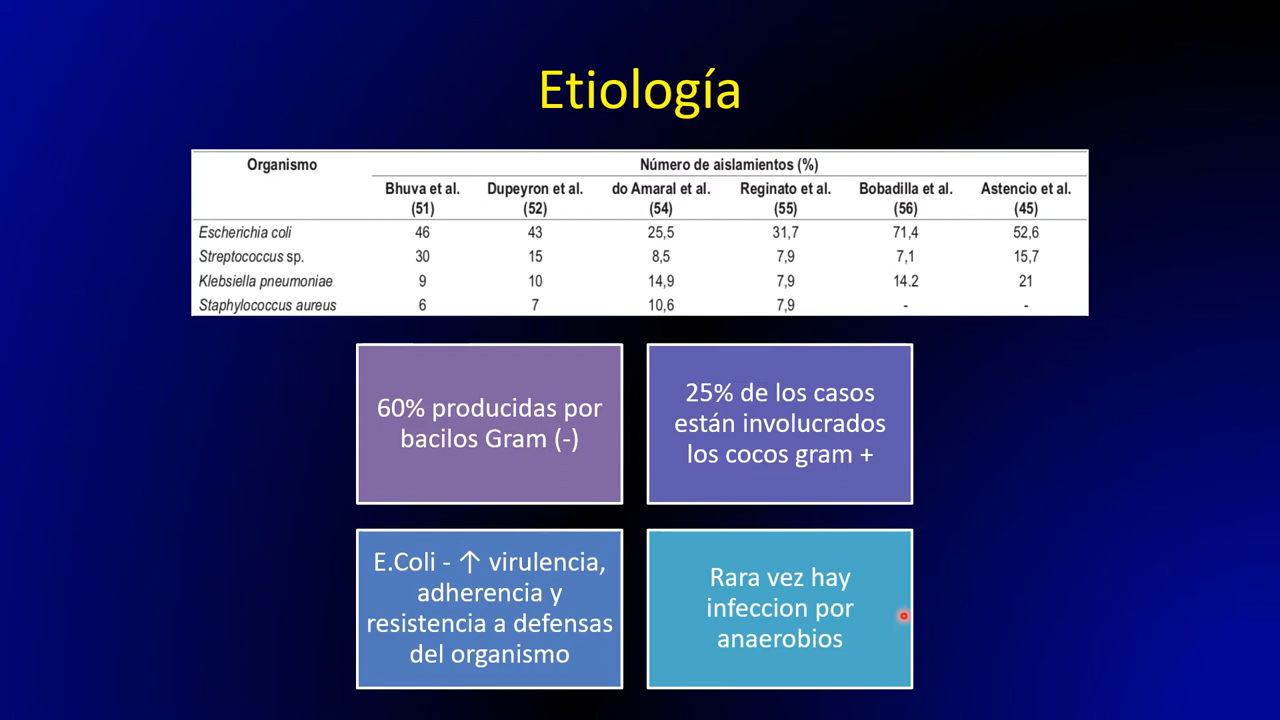 Etiología
Organismo Número de aislamientos (%)
Bhuva et al. Dupeyron et al. do Amaral et al. Reginato et al. Bobadilla et al. Astencio et al.
(51) (52) (54) (55) (56) (45)
Escherichia coli 46 43 25,5 31,7 71,4 52,6
Streptococcus sp. 30 15 8,5 7,9 7,1 15,7
Klebsiella pneumoniae 9 10 14,9 7,9 14.2 21
Staphylococcus aureus 6 7 10,6 7,9 - -
60% producidas por
bacilos Gram (-)
25% de los casos
están involucrados
los cocos gram +
E.Coli - ↑ virulencia,
adherencia y
resistencia a defensas
del organismo
Rara vez hay
infeccion por
anaerobios